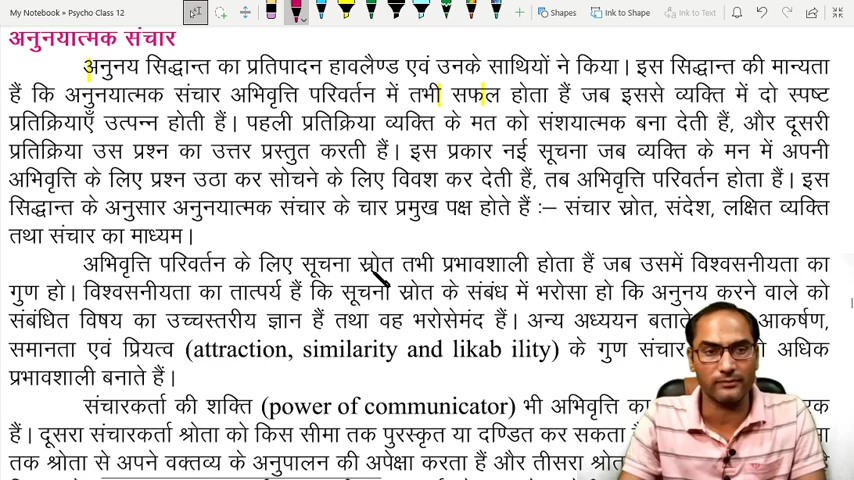 My Notebook » Psycho Class 12
Shapes
Ink to Shape
Ink to Text
अनुनयात्मक संचार
अनुनय सिद्धान्त का प्रतिपादन हावलैण्ड एवं उनके साथियों ने किया। इस सिद्धान्त की मान्यता
हैं कि अनुनयात्मक संचार अभिवृत्ति परिवर्तन में तभी सफल होता हैं जब इससे व्यक्ति में दो स्पष्ट
प्रतिक्रियाएँ उत्पन्न होती हैं। पहली प्रतिक्रिया व्यक्ति के मत को संशयात्मक बना देती हैं, और दूसरी
प्रतिक्रिया उस प्रश्न का उत्तर प्रस्तुत करती हैं। इस प्रकार नई सूचना जब व्यक्ति के मन में अपनी
अभिवृत्ति के लिए प्रश्न उठा कर सोचने के लिए विवश कर देती हैं, तब अभिवृत्ति परिवर्तन होता हैं। इस
सिद्धान्त के अनुसार अनुनयात्मक संचार के चार प्रमुख पक्ष होते हैं :– संचार स्रोत, संदेश, लक्षित व्यक्ति
तथा संचार का माध्यम।
अभिवृत्ति परिवर्तन के लिए सूचना स्रोत तभी प्रभावशाली होता हैं जब उसमें विश्वसनीयता का
गुण हो। विश्वसनीयता का तात्पर्य हैं कि सूचना स्रोत के संबंध में भरोसा हो कि अनुनय करने वाले को
संबंधित विषय का उच्चस्तरीय ज्ञान हैं तथा वह भरोसेमंद हैं। अन्य अध्ययन बताते आकर्षण,
समानता एवं प्रियत्व (attraction, similarity and likab ility) के गुण संचार अधिक
प्रभावशाली बनाते हैं।
संचारकर्ता की शक्ति (power of communicator) भी अभिवृत्ति का
हैं। दूसरा संचारकर्ता श्रोता को किस सीमा तक पुरस्कृत या दण्डित कर सकता
तक श्रोता से अपने वक्तव्य के अनुपालन की अपेक्षा करता हैं और तीसरा